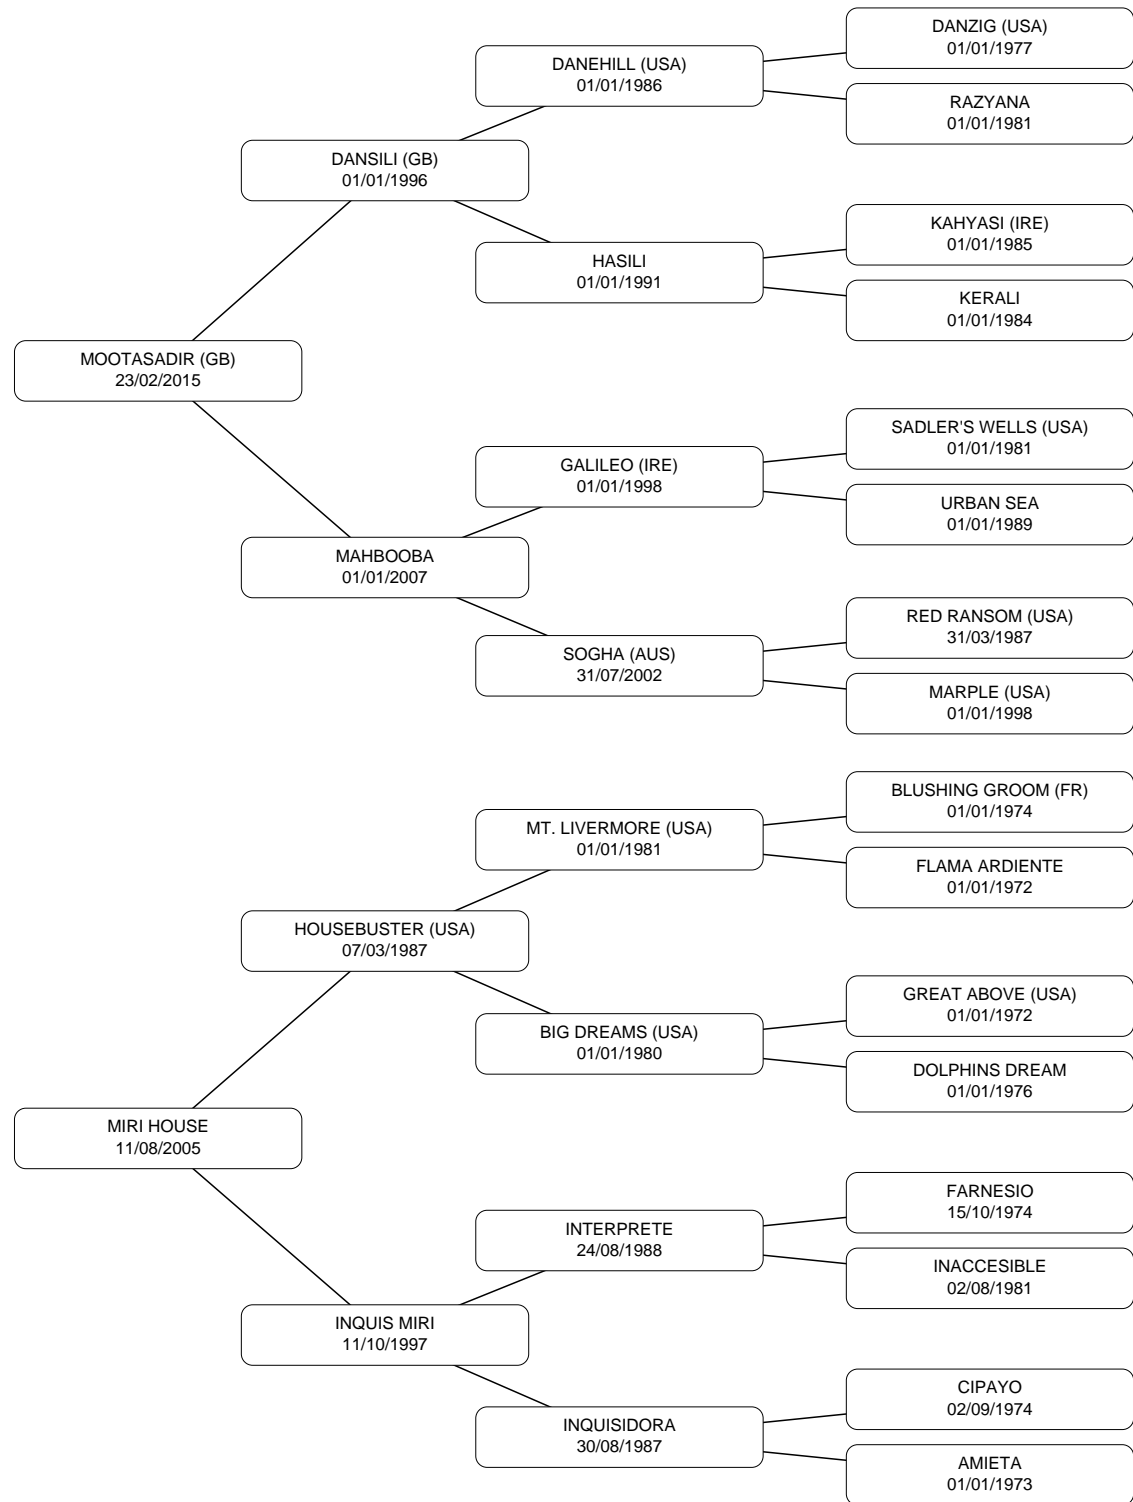 DANZIG (USA)
01/01/1977
DANEHILL (USA)
01/01/1986
RAZYANA
01/01/1981
DANSILI (GB)
01/01/1996
KAHYASI (IRE)
01/01/1985
HASILI
01/01/1991
KERALI
01/01/1984
MOOTASADIR (GB)
23/02/2015
SADLER'S WELLS (USA)
01/01/1981
GALILEO (IRE)
01/01/1998
URBAN SEA
01/01/1989
MAHBOOBA
01/01/2007
RED RANSOM (USA)
31/03/1987
SOGHA (AUS)
31/07/2002
MARPLE (USA)
01/01/1998
BLUSHING GROOM (FR)
01/01/1974
MT. LIVERMORE (USA)
01/01/1981
FLAMA ARDIENTE
01/01/1972
HOUSEBUSTER (USA)
07/03/1987
GREAT ABOVE (USA)
01/01/1972
BIG DREAMS (USA)
01/01/1980
DOLPHINS DREAM
01/01/1976
MIRI HOUSE
11/08/2005
FARNESIO
15/10/1974
INTERPRETE
24/08/1988
INACCESIBLE
02/08/1981
INQUIS MIRI
11/10/1997
CIPAYO
02/09/1974
INQUISIDORA
30/08/1987
AMIETA
01/01/1973